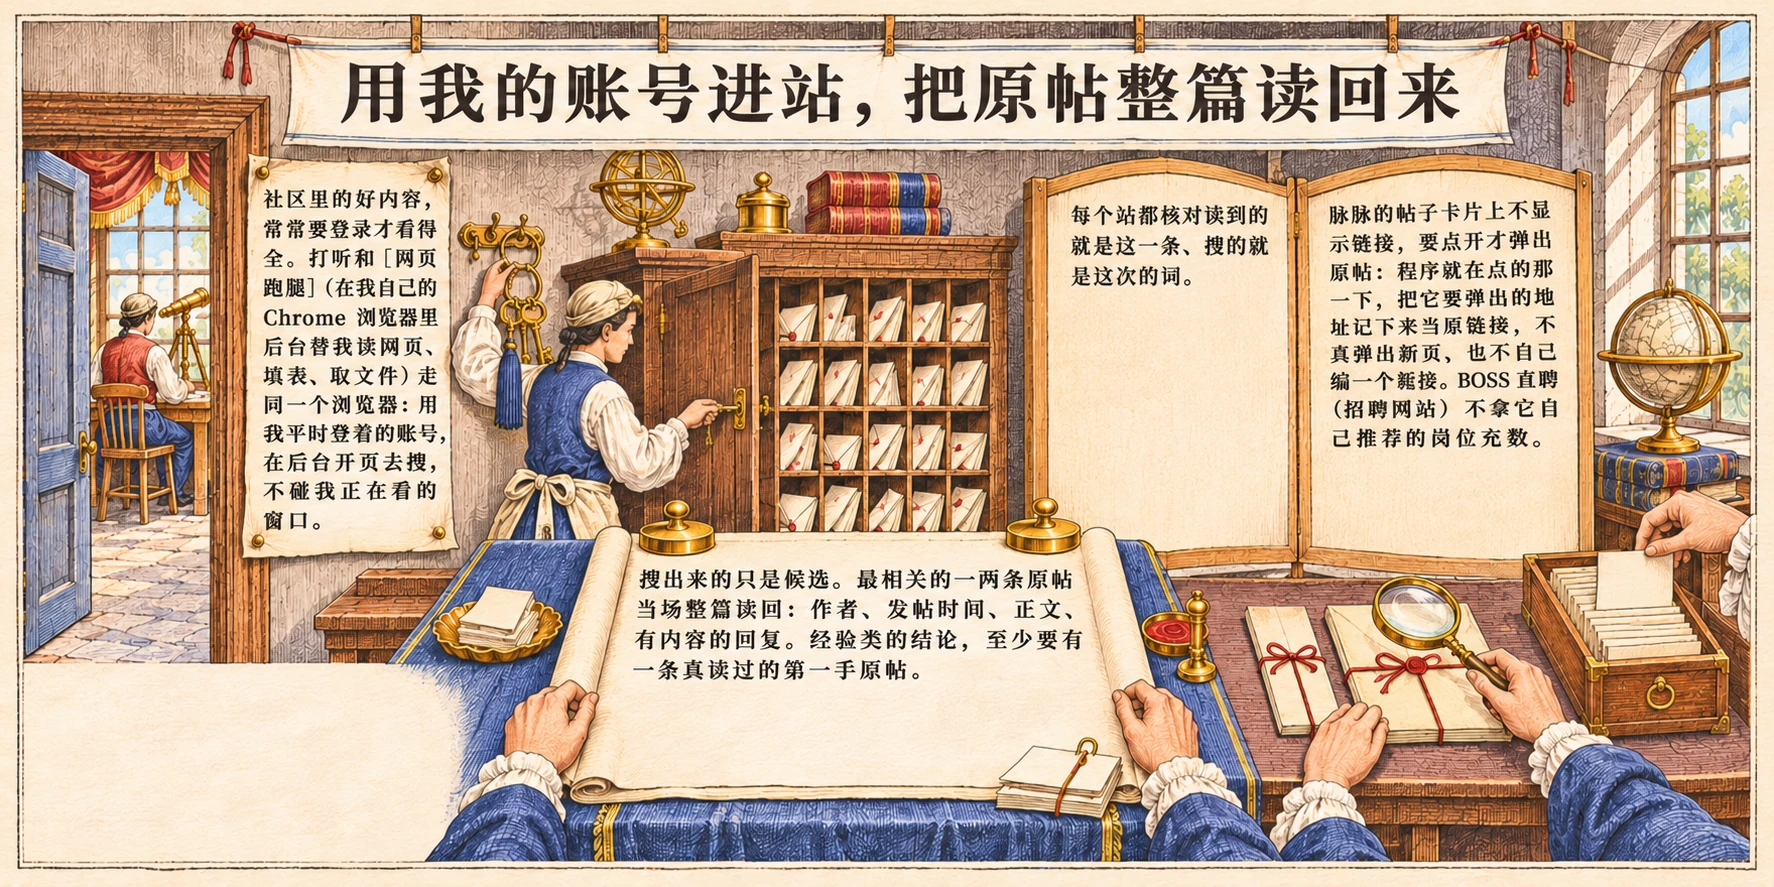 用我的账号进站，把原帖整篇读回来
社区里的好内容，
常常要登录才看得
全。打听和［网页
跑腿］（在我自己的
Chrome 浏览器里
后台替我读网页、
填表、取文件）走
同一个浏览器：用
我平时登着的账号，
在后台开页去搜，
不碰我正在看的
窗口。
搜出来的只是候选。最相关的一两条原帖
当场整篇读回：作者、发帖时间、正文、
有内容的回复。经验类的结论，至少要有
一条真读过的第一手原帖。
每个站都核对读到的
就是这一条、搜的就
是这次的词。
脉脉的帖子卡片上不显
示链接，要点开才弹出
原帖：程序就在点的那
一下，把它要弹出的地
址记下来当原链接，不
真弹出新页，也不自己
编一个链接。BOSS 直聘
（招聘网站）不拿它自
己推荐的岗位充数。